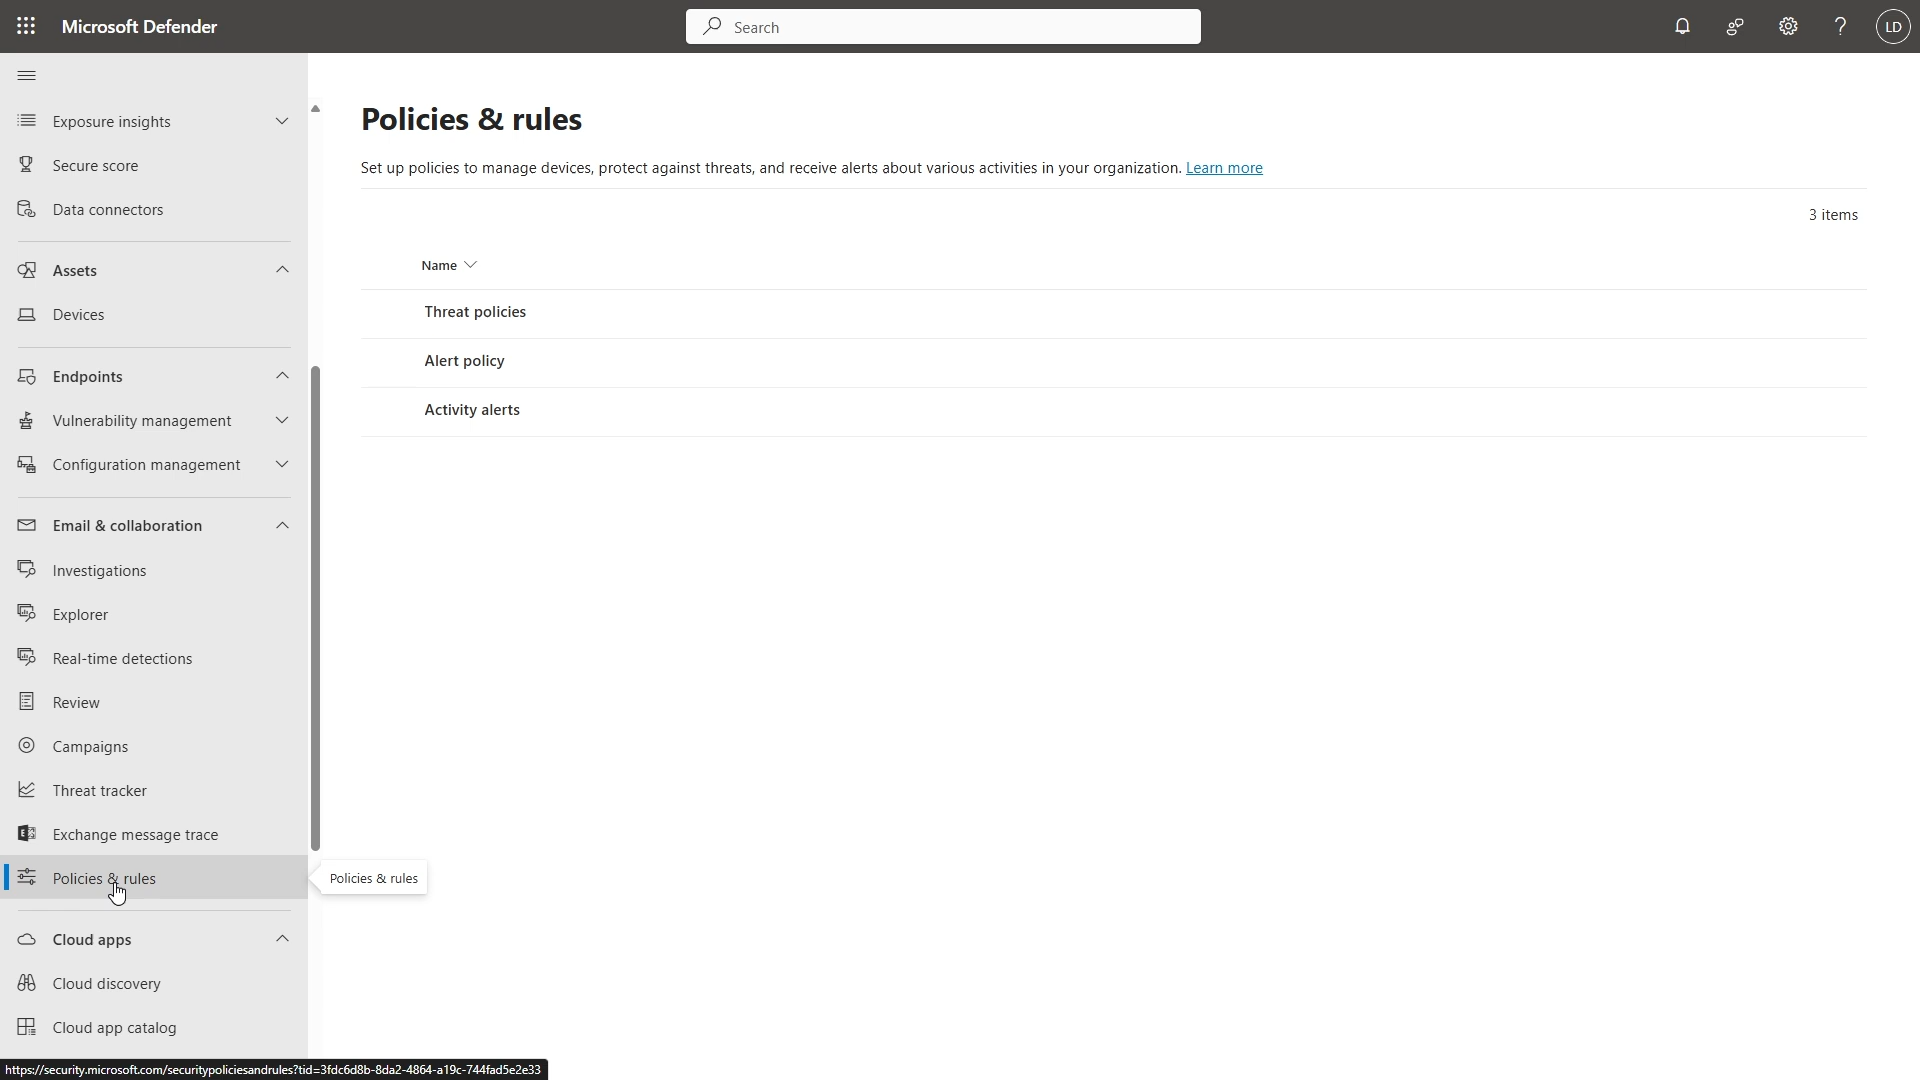 Microsoft Defender
Search
LD
Exposure insights
Secure score
Data connectors
Assets
Devices
Endpoints
Vulnerability management
Configuration management
Email & collaboration
Investigations
Explorer
Real-time detections
Review
Campaigns
Threat tracker
Exchange message trace
Policies & rules
Policies & rules
Cloud apps
Cloud discovery
Cloud app catalog
Policies & rules
Set up policies to manage devices, protect against threats, and receive alerts about various activities in your organization. Learn more
3 items
Name
Threat policies
Alert policy
Activity alerts
https://security.microsoft.com/securitypoliciesandrules?tid=3fdc6d8b-8da2-4864-a19c-744fad5e2e33